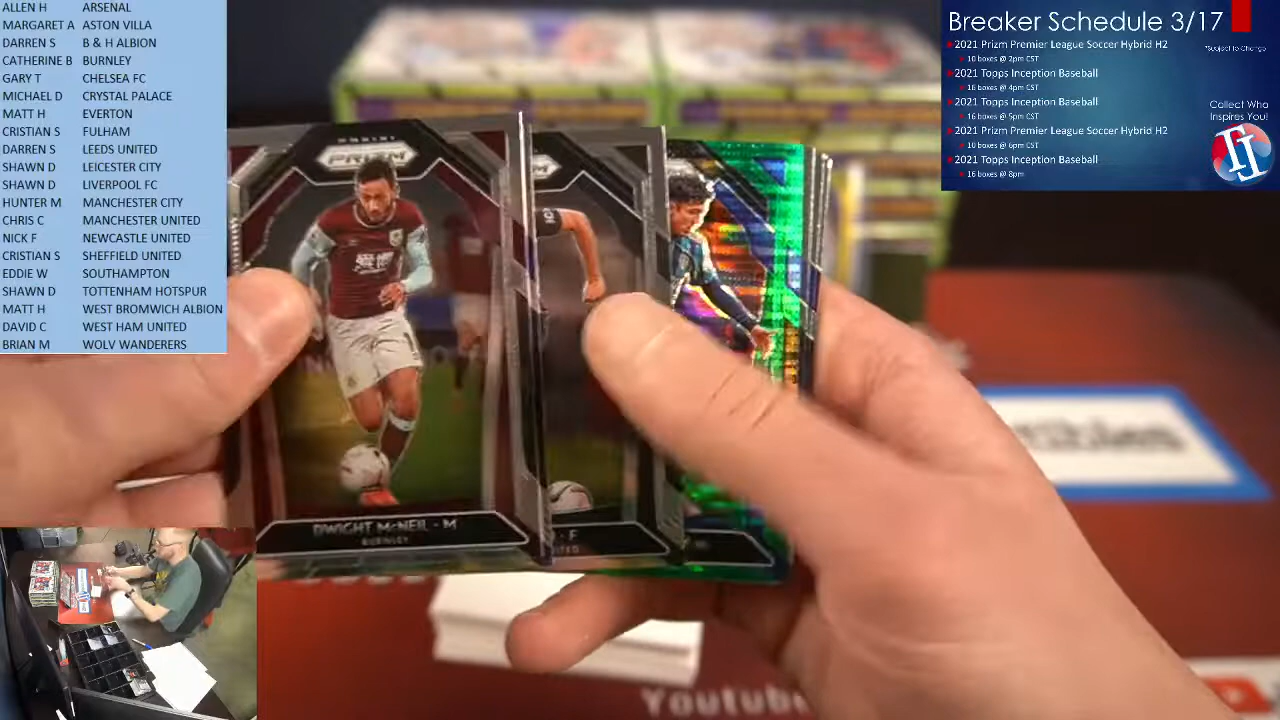 ALLEN H ARSENAL
MARGARET A ASTON VILLA
DARREN S B & H ALBION
CATHERINE B BURNLEY
GARY T CHELSEA FC
MICHAEL D CRYSTAL PALACE
MATT H EVERTON
CRISTIAN S FULHAM
DARREN S LEEDS UNITED
SHAWN D LEICESTER CITY
SHAWN D LIVERPOOL FC
HUNTER M MANCHESTER CITY
CHRIS C MANCHESTER UNITED
NICK F NEWCASTLE UNITED
CRISTIAN S SHEFFIELD UNITED
EDDIE W SOUTHAMPTON
SHAWN D TOTTENHAM HOTSPUR
MATT H WEST BROMWICH ALBION
DAVID C WEST HAM UNITED
BRIAN M WOLV WANDERERS
Breaker Schedule 3/17
2021 Prizm Premier League Soccer Hybrid H2
*Subject to Change
10 boxes @ 2pm CST
2021 Topps Inception Baseball
16 boxes @ 4pm CST
2021 Topps Inception Baseball
16 boxes @ 5pm CST
2021 Prizm Premier League Soccer Hybrid H2
10 boxes @ 6pm CST
2021 Topps Inception Baseball
16 boxes @ 8pm
Collect Who
Inspires You!
PANINI
PRIZM
DWIGHT McNEIL - M
BURNLEY
- F
Youtube